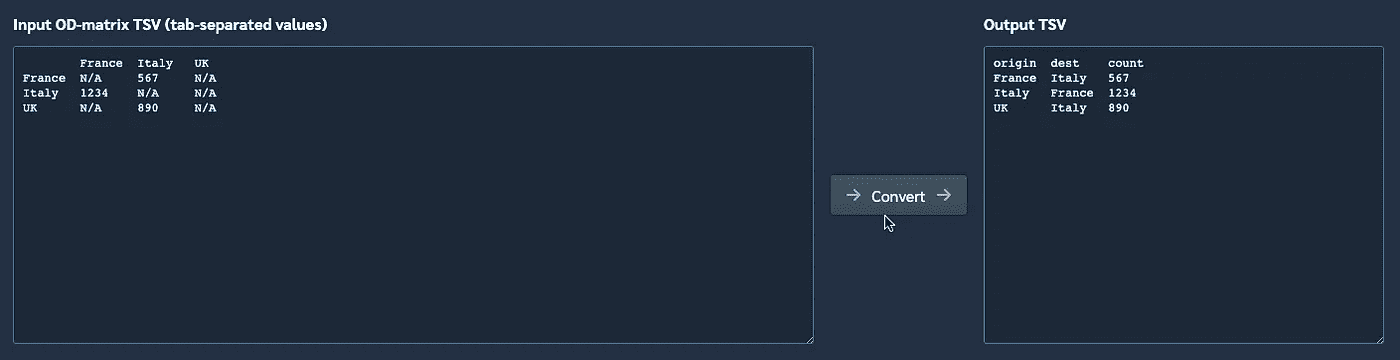 Input OD-matrix TSV (tab-separated values)
France Italy UK
France N/A 567 N/A
Italy 1234 N/A N/A
UK N/A 890 N/A
→ Convert →
Output TSV
origin dest count
France Italy 567
Italy France 1234
UK Italy 890